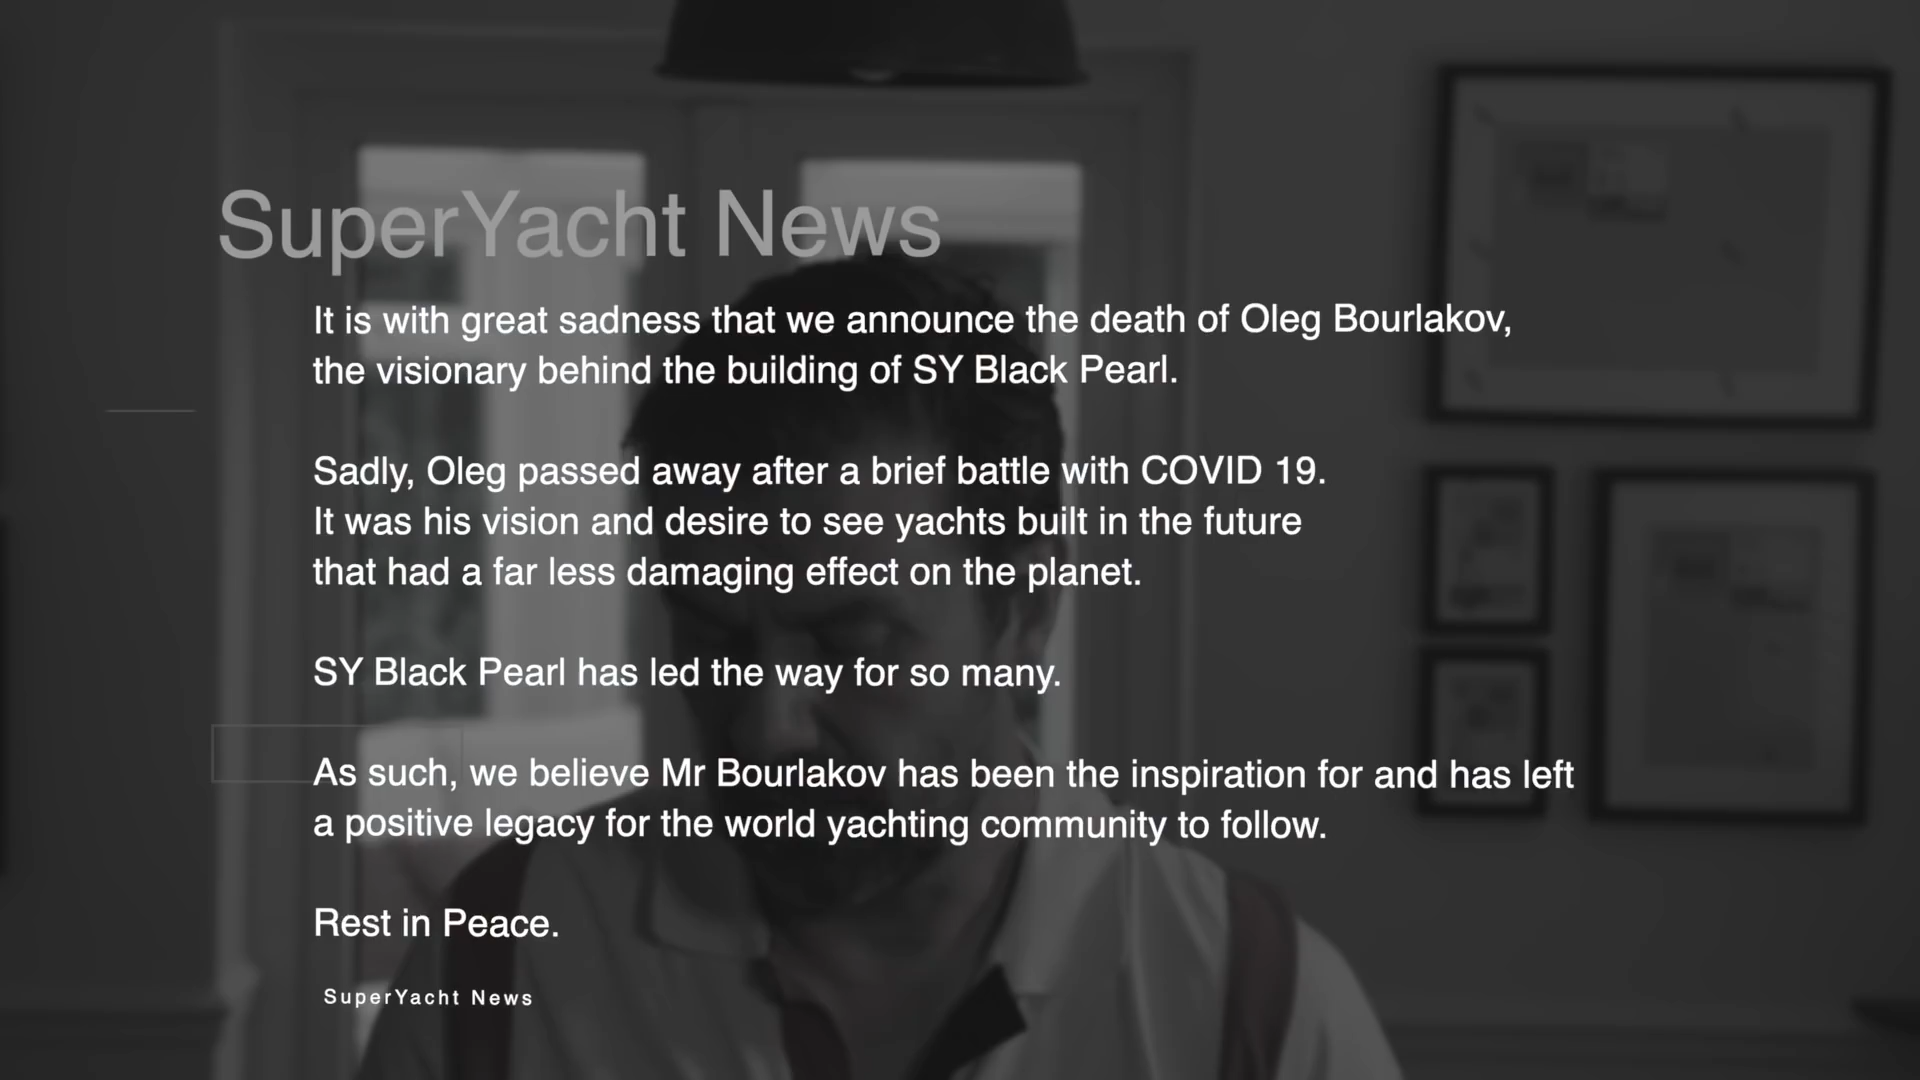 SuperYacht News
It is with great sadness that we announce the death of Oleg Bourlakov,
the visionary behind the building of SY Black Pearl.
Sadly, Oleg passed away after a brief battle with COVID 19.
It was his vision and desire to see yachts built in the future
that had a far less damaging effect on the planet.
SY Black Pearl has led the way for so many.
As such, we believe Mr Bourlakov has been the inspiration for and has left
a positive legacy for the world yachting community to follow.
Rest in Peace.
SuperYacht News